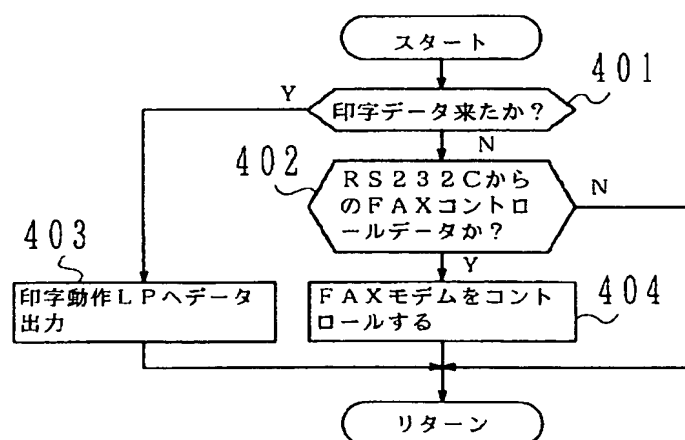 スタート
401
Y
印字データ来たか?
N
402
RS232Cから
のFAXコントロ
ールデータか?
N
403
Y
印字動作LPへデータ
出力
FAXモデムをコント
ロールする
404
リターン